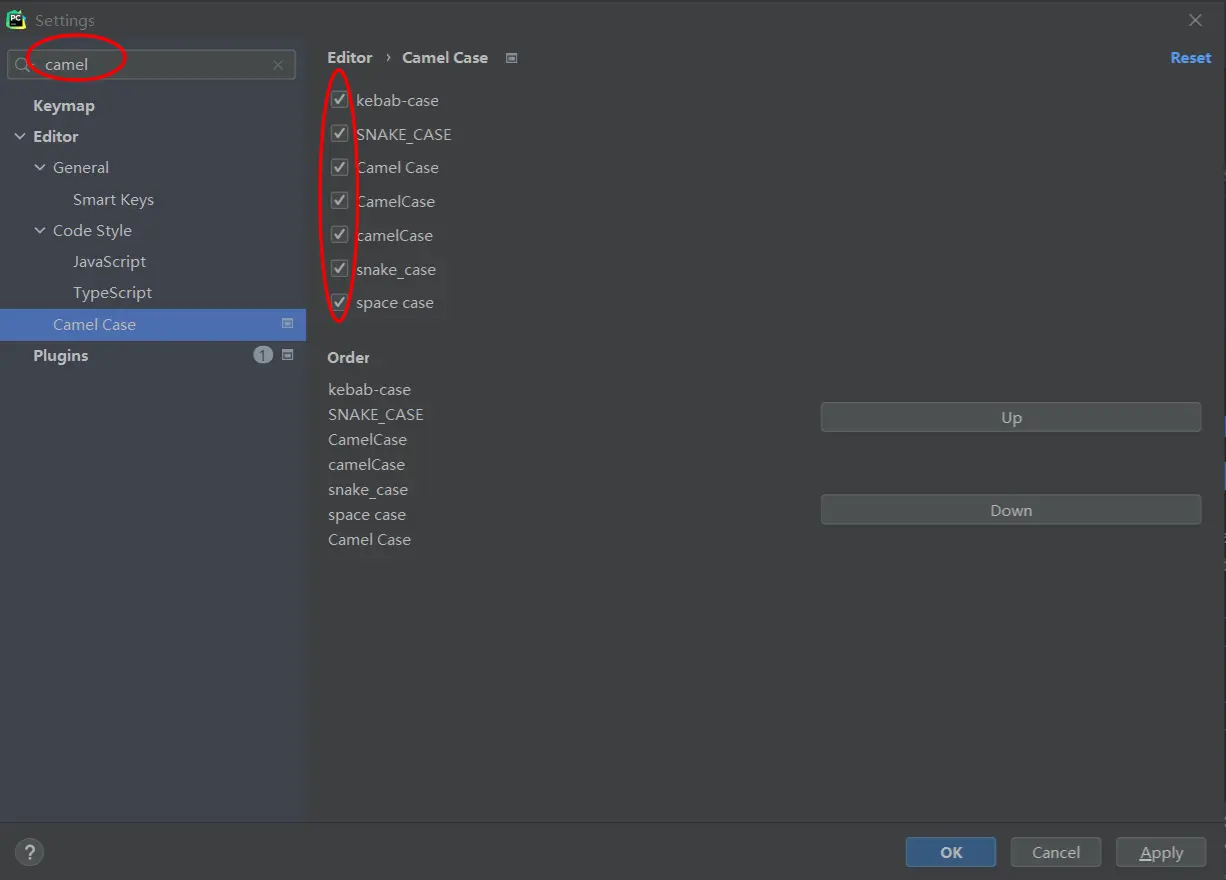 PC
Settings
camel
Keymap
Editor
General
Smart Keys
Code Style
JavaScript
TypeScript
Camel Case
Plugins
1
Editor › Camel Case
Reset
kebab-case
SNAKE_CASE
Camel Case
CamelCase
camelCase
snake_case
space case
Order
kebab-case
SNAKE_CASE
CamelCase
camelCase
snake_case
space case
Camel Case
Up
Down
?
OK
Cancel
Apply